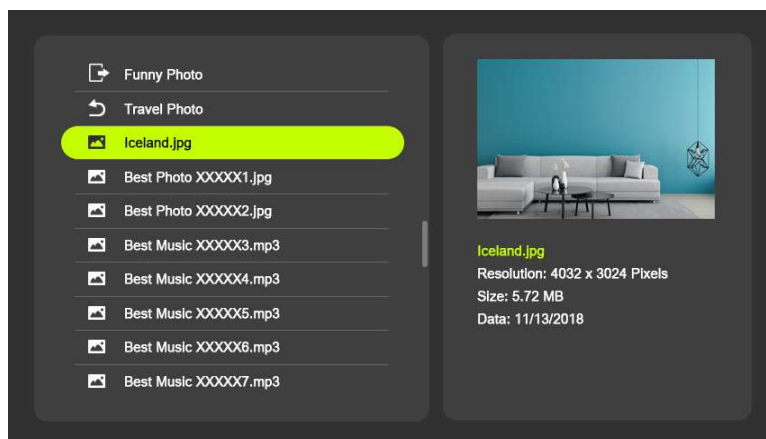 Funny Photo
Travel Photo
Iceland.jpg
Best Photo XXXXX1.jpg
Best Photo XXXXX2.jpg
Best Music XXXXX3.mp3
Best Music XXXXX4.mp3
Best Music XXXXX5.mp3
Best Music XXXXX6.mp3
Best Music XXXXX7.mp3
Iceland.jpg
Resolution: 4032 x 3024 Pixels
Size: 5.72 MB
Data: 11/13/2018